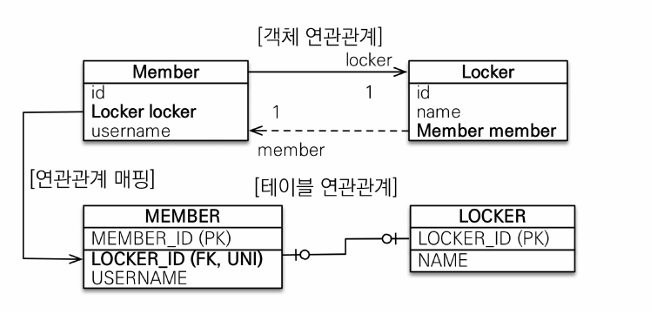 [객체 연관관계]
locker
Member
Locker
id
Locker locker
username
1
1
id
name
Member member
member
[연관관계 매핑]
[테이블 연관관계]
MEMBER
MEMBER_ID (PK)
LOCKER_ID (FK, UNI)
USERNAME
LOCKER
LOCKER_ID (PK)
NAME